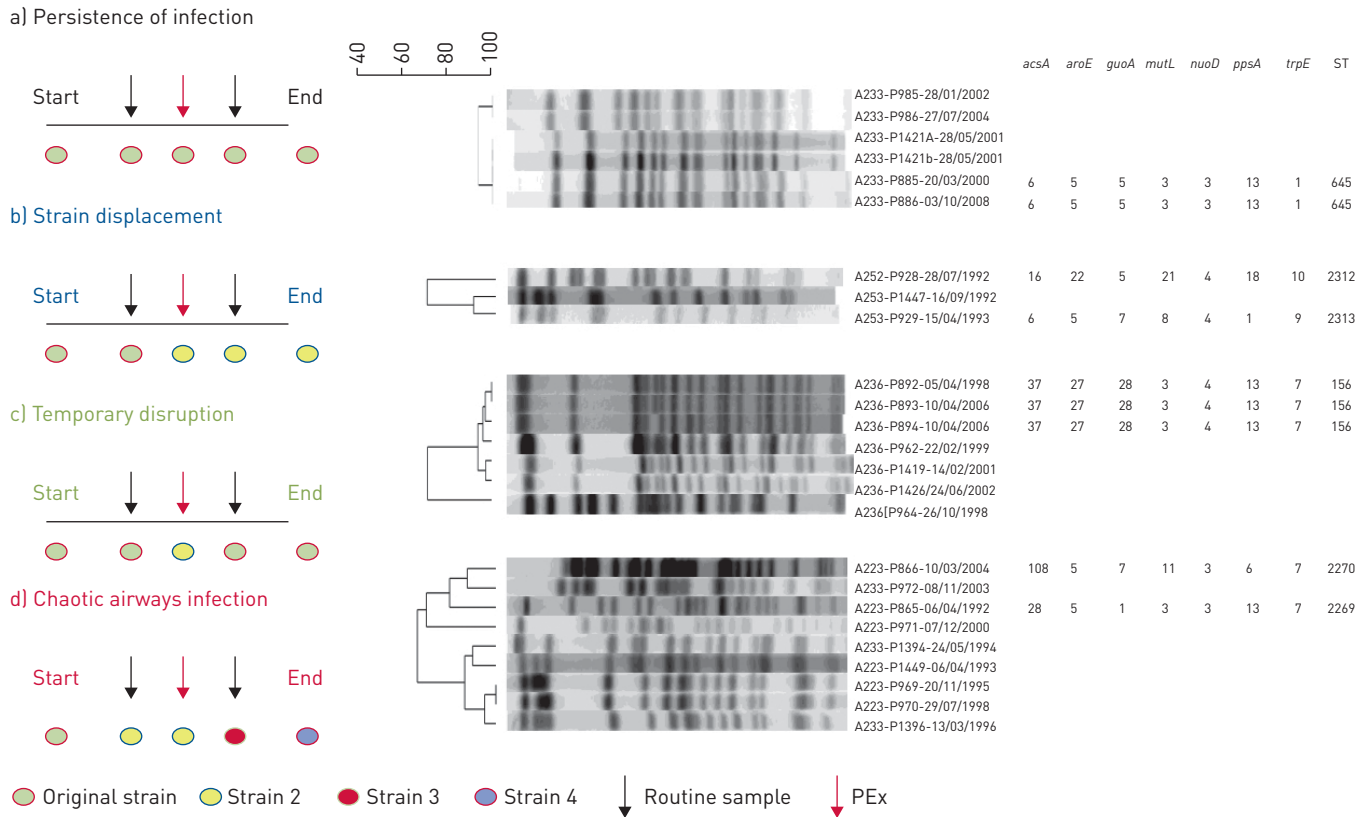 a) Persistence of infection
Start
End
b) Strain displacement
Start
End
c) Temporary disruption
Start
End
d) Chaotic airways infection
Start
End
40 60 80 100
acsA aroE guoA mutL nuoD ppsA trpE ST
A233-P985-28/01/2002
A233-P986-27/07/2004
A233-P1421A-28/05/2001
A233-P1421b-28/05/2001
A233-P885-20/03/2000 6 5 5 3 3 13 1 645
A233-P886-03/10/2008 6 5 5 3 3 13 1 645
A252-P928-28/07/1992 16 22 5 21 4 18 10 2312
A253-P1447-16/09/1992
A253-P929-15/04/1993 6 5 7 8 4 1 9 2313
A236-P892-05/04/1998 37 27 28 3 4 13 7 156
A236-P893-10/04/2006 37 27 28 3 4 13 7 156
A236-P894-10/04/2006 37 27 28 3 4 13 7 156
A236-P962-22/02/1999
A236-P1419-14/02/2001
A236-P1426/24/06/2002
A236[P964-26/10/1998
A223-P866-10/03/2004 108 5 7 11 3 6 7 2270
A233-P972-08/11/2003
A223-P865-06/04/1992 28 5 1 3 3 13 7 2269
A223-P971-07/12/2000
A233-P1394-24/05/1994
A223-P1449-06/04/1993
A223-P969-20/11/1995
A223-P970-29/07/1998
A233-P1396-13/03/1996
Original strain Strain 2 Strain 3 Strain 4 Routine sample PEx